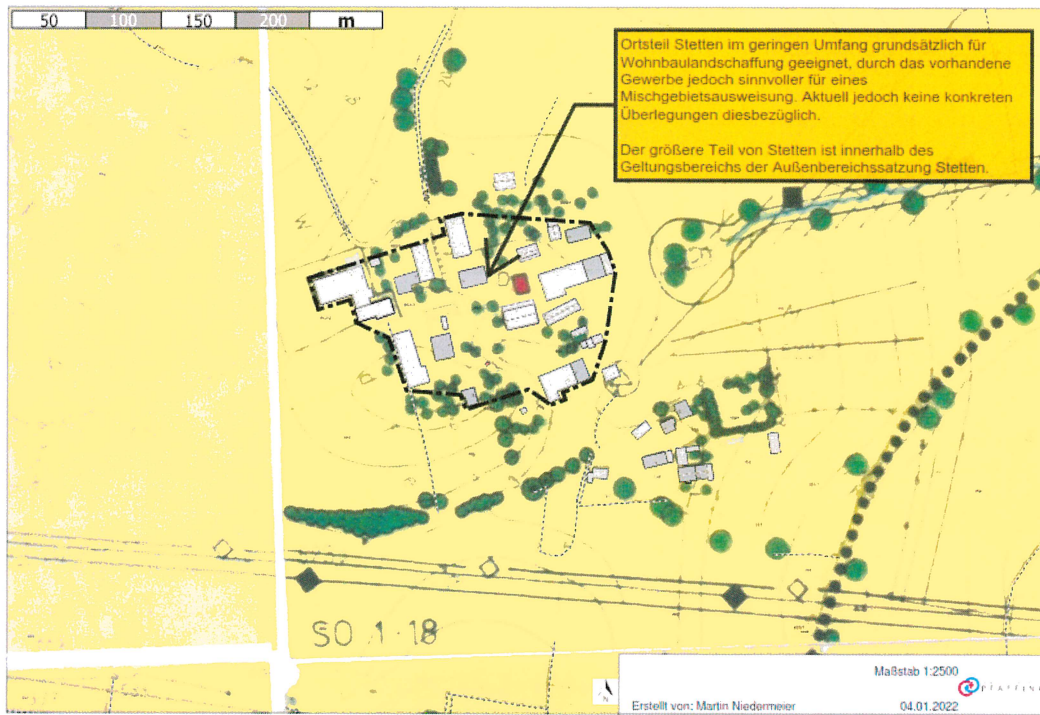 50 100 150 200 m
Ortsteil Stetten im geringen Umfang grundsätzlich für
Wohnbaulandschaffung geeignet, durch das vorhandene
Gewerbe jedoch sinnvoller für eines
Mischgebietsausweisung. Aktuell jedoch keine konkreten
Überlegungen diesbezüglich.
Der größere Teil von Stetten ist innerhalb des
Geltungsbereichs der Außenbereichssatzung Stetten.
SO 1-18
Maßstab 1:2500
PFAFFING
Erstellt von: Martin Niedermeier
04.01.2022
N